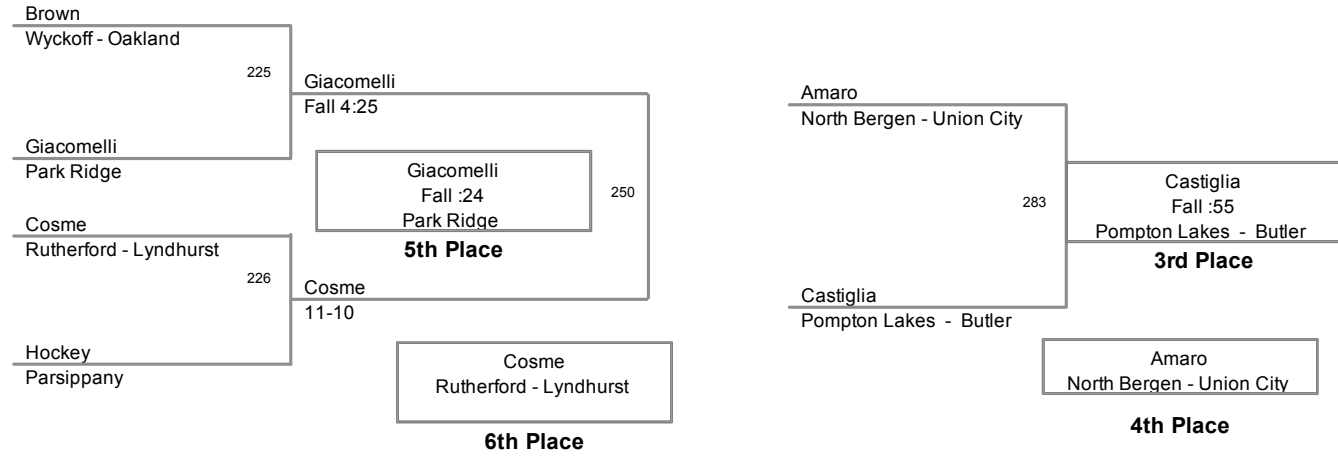 Brown
Wyckoff - Oakland
225
Giacomelli
Fall 4:25
Giacomelli
Park Ridge
Giacomelli
Fall :24
Park Ridge
5th Place
250
Cosme
Rutherford - Lyndhurst
226
Cosme
11-10
Hockey
Parsippany
Cosme
Rutherford - Lyndhurst
6th Place
Amaro
North Bergen - Union City
283
Castiglia
Fall :55
Pompton Lakes - Butler
3rd Place
Castiglia
Pompton Lakes - Butler
Amaro
North Bergen - Union City
4th Place